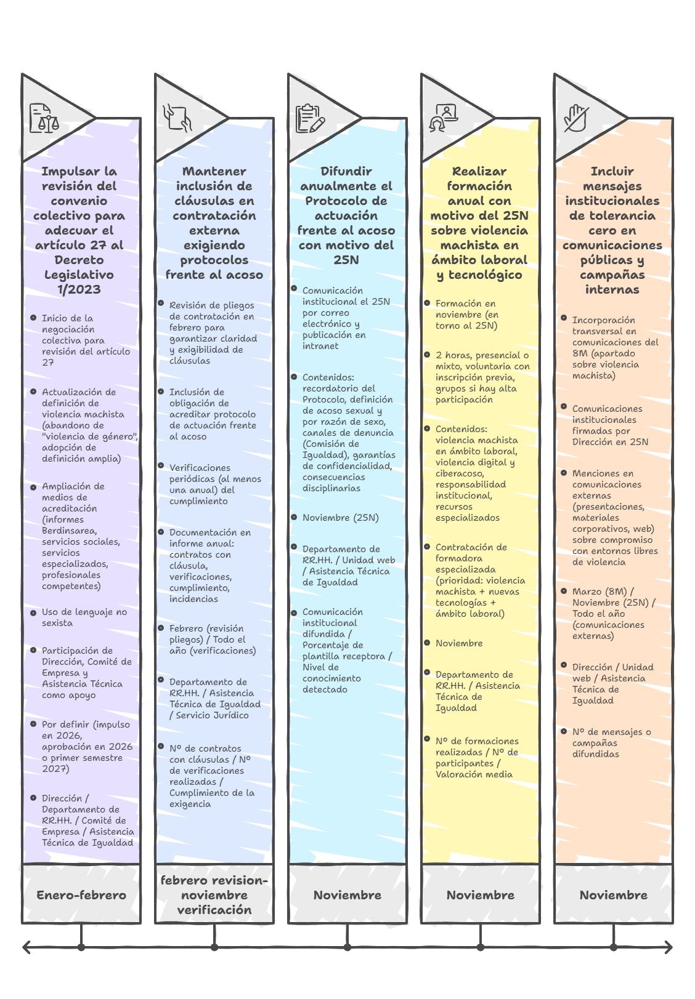 Impulsar la
revisión del
convenio
colectivo para
adecuar el
artículo 27 al
Decreto
Legislativo
1/2023
Inicio de la
negociación
colectiva para
revisión del artículo
27
Actualización de
definición de
violencia machista
(abandono de
"violencia de género",
adopción de
definición amplia)
Ampliación de
medios de
acreditación
(informes
Berdinsarea,
servicios sociales,
servicios
especializados,
profesionales
competentes)
Uso de lenguaje no
sexista
Participación de
Dirección, Comité de
Empresa y
Asistencia Técnica
como apoyo
Por definir (impulso
en 2026,
aprobación en 2026
o primer semestre
2027)
Dirección /
Departamento de
RR.HH. / Comité de
Empresa / Asistencia
Técnica de Igualdad
Enero-febrero
Mantener
inclusión de
cláusulas en
contratación
externa
exigiendo
protocolos
frente al acoso
Revisión de pliegos
de contratación en
febrero para
garantizar claridad
y exigibilidad de
cláusulas
Inclusión de
obligación de
acreditar protocolo
de actuación frente
al acoso
Verificaciones
periódicas (al menos
una anual) del
cumplimiento
Documentación en
informe anual:
contratos con
cláusula,
verificaciones,
cumplimiento,
incidencias
Febrero (revisión
pliegos) / Todo el
año (verificaciones)
Departamento de
RR.HH. / Asistencia
Técnica de Igualdad
/ Servicio Jurídico
Nº de contratos
con cláusulas / Nº
de verificaciones
realizadas /
Cumplimiento de la
exigencia
febrero revision-
noviembre
verificación
Difundir
anualmente el
Protocolo de
actuación
frente al acoso
con motivo del
25N
Comunicación
institucional el 25N
por correo
electrónico y
publicación en
intranet
Contenidos:
recordatorio del
Protocolo, definición
de acoso sexual y
por razón de sexo,
canales de denuncia
(Comisión de
Igualdad), garantías
de confidencialidad,
consecuencias
disciplinarias
Noviembre (25N)
Departamento de
RR.HH. / Unidad web
/ Asistencia Técnica
de Igualdad
Comunicación
institucional
difundida /
Porcentaje de
plantilla receptora /
Nivel de
conocimiento
detectado
Noviembre
Realizar
formación
anual con
motivo del 25N
sobre violencia
machista en
ámbito laboral
y tecnológico
Formación en
noviembre (en
torno al 25N)
2 horas, presencial o
mixto, voluntaria con
inscripción previa,
grupos si hay alta
participación
Contenidos:
violencia machista
en ámbito laboral,
violencia digital y
ciberacoso,
responsabilidad
institucional,
recursos
especializados
Contratación de
formadora
especializada
(prioridad: violencia
machista + nuevas
tecnologías +
ámbito laboral)
Noviembre
Departamento de
RR.HH. / Asistencia
Técnica de
Igualdad
Nº de formaciones
realizadas / Nº de
participantes /
Valoración media
Noviembre
Incluir
mensajes
institucionales
de tolerancia
cero en
comunicaciones
públicas y
campañas
internas
Incorporación
transversal en
comunicaciones del
8M (apartado
sobre violencia
machista)
Comunicaciones
institucionales
firmadas por
Dirección en 25N
Menciones en
comunicaciones
externas
(presentaciones,
materiales
corporativos, web)
sobre compromiso
con entornos libres
de violencia
Marzo (8M) /
Noviembre (25N) /
Todo el año
(comunicaciones
externas)
Dirección / Unidad
web / Asistencia
Técnica de
Igualdad
Nº de mensajes o
campañas
difundidas
Noviembre